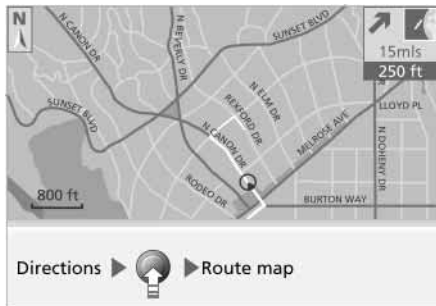 N
N CANON DR
N BEVERLY DR
SUNSET BLVD
15mls
250 ft
N ELM DR
REXFORD DR
LLOYD PL
SUNSET BLVD
N CANON DR
MELROSE AVE
N DOHENY DR
RODEO DR
800 ft
BURTON WAY
Directions
Route map